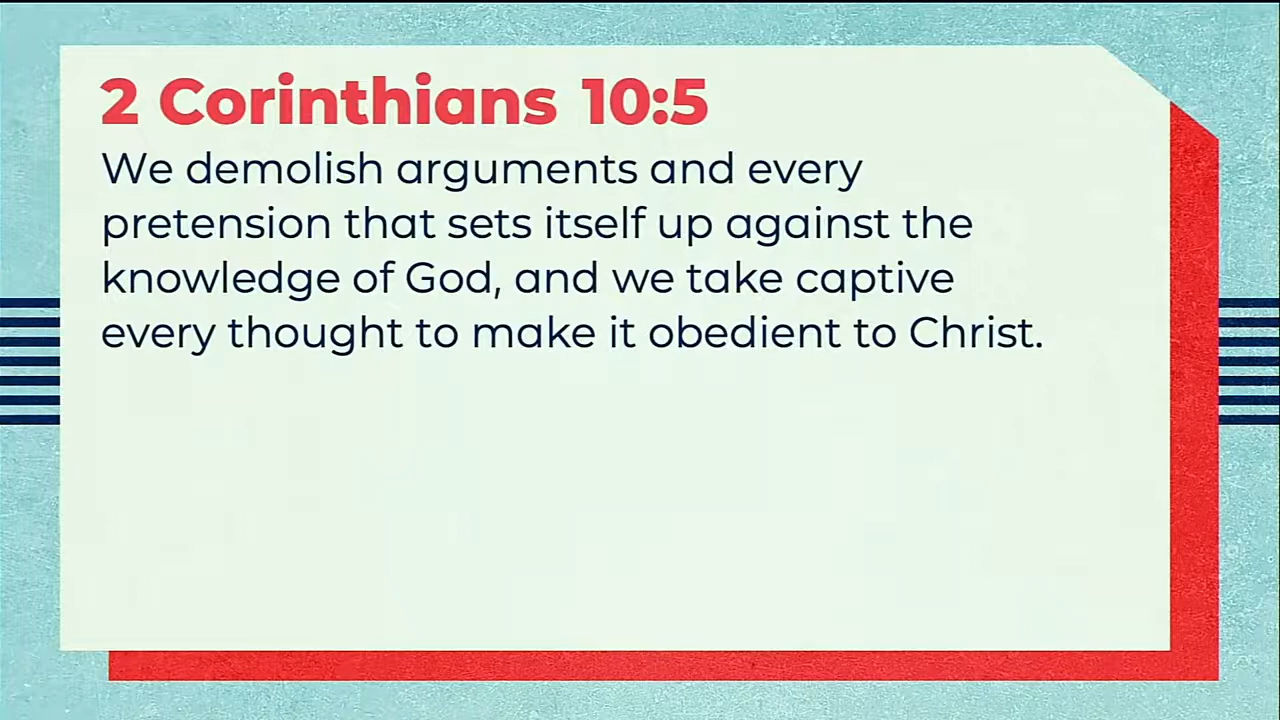 2 Corinthians 10:5
We demolish arguments and every
pretension that sets itself up against the
knowledge of God, and we take captive
every thought to make it obedient to Christ.